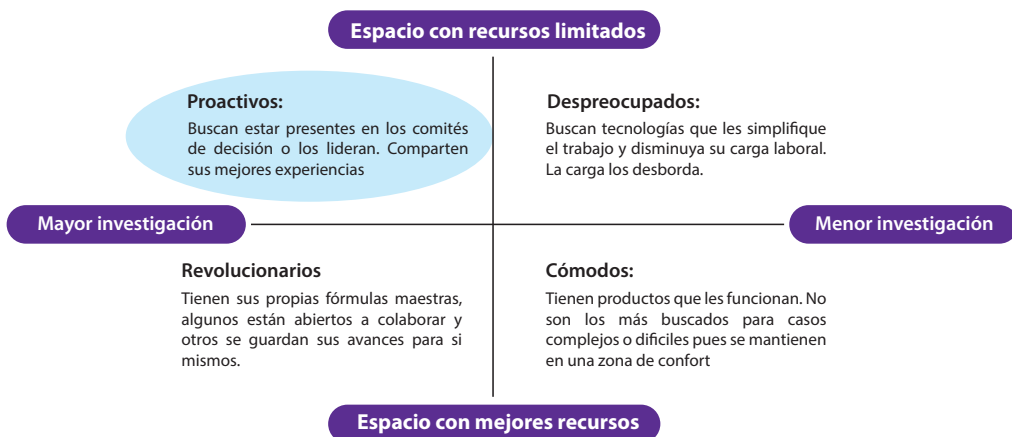 Espacio con recursos limitados
Proactivos:
Buscan estar presentes en los comités
de decisión o los lideran. Comparten
sus mejores experiencias
Despreocupados:
Buscan tecnologías que les simplifique
el trabajo y disminuya su carga laboral.
La carga los desborda.
Mayor investigación
Menor investigación
Revolucionarios
Tienen sus propias fórmulas maestras,
algunos están abiertos a colaborar y
otros se guardan sus avances para si
mismos.
Cómodos:
Tienen productos que les funcionan. No
son los más buscados para casos
complejos o dificiles pues se mantienen
en una zona de confort
Espacio con mejores recursos